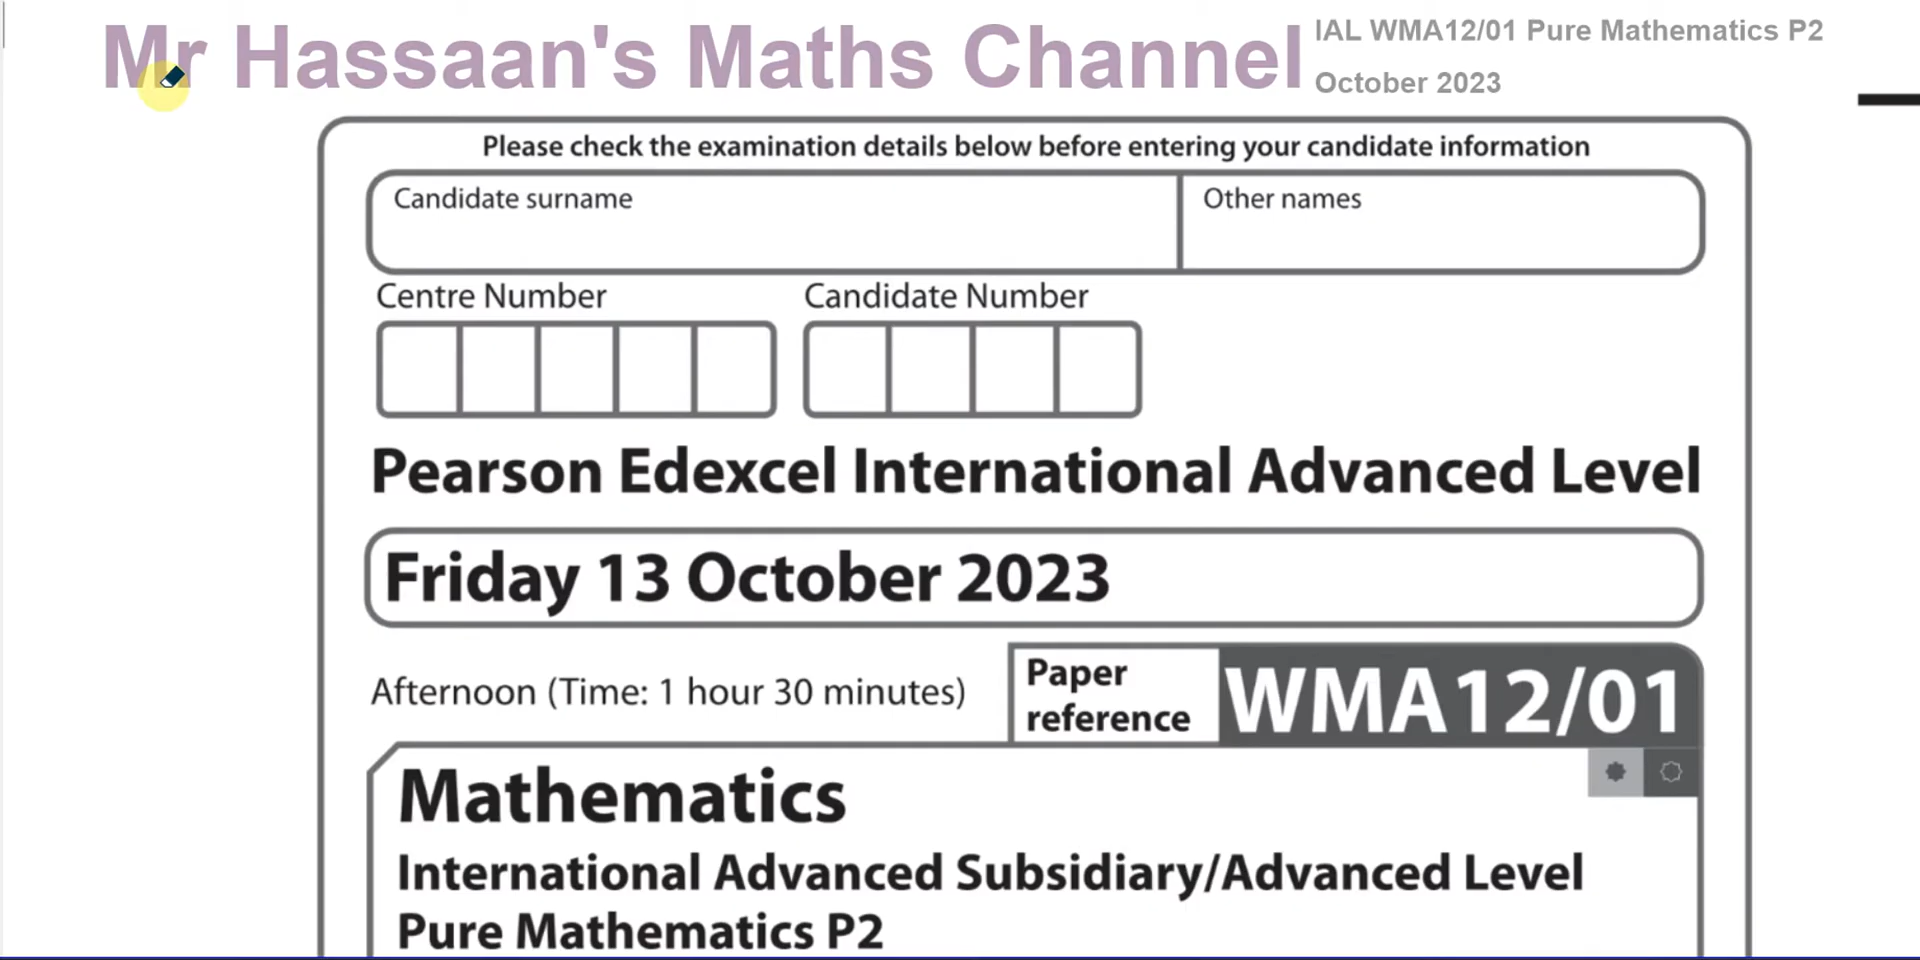 Mr Hassaan's Maths Channel
IAL WMA12/01 Pure Mathematics P2
October 2023
Please check the examination details below before entering your candidate information
Candidate surname
Other names
Centre Number
Candidate Number
Pearson Edexcel International Advanced Level
Friday 13 October 2023
Afternoon (Time: 1 hour 30 minutes)
Paper
reference
WMA12/01
Mathematics
International Advanced Subsidiary/Advanced Level
Pure Mathematics P2